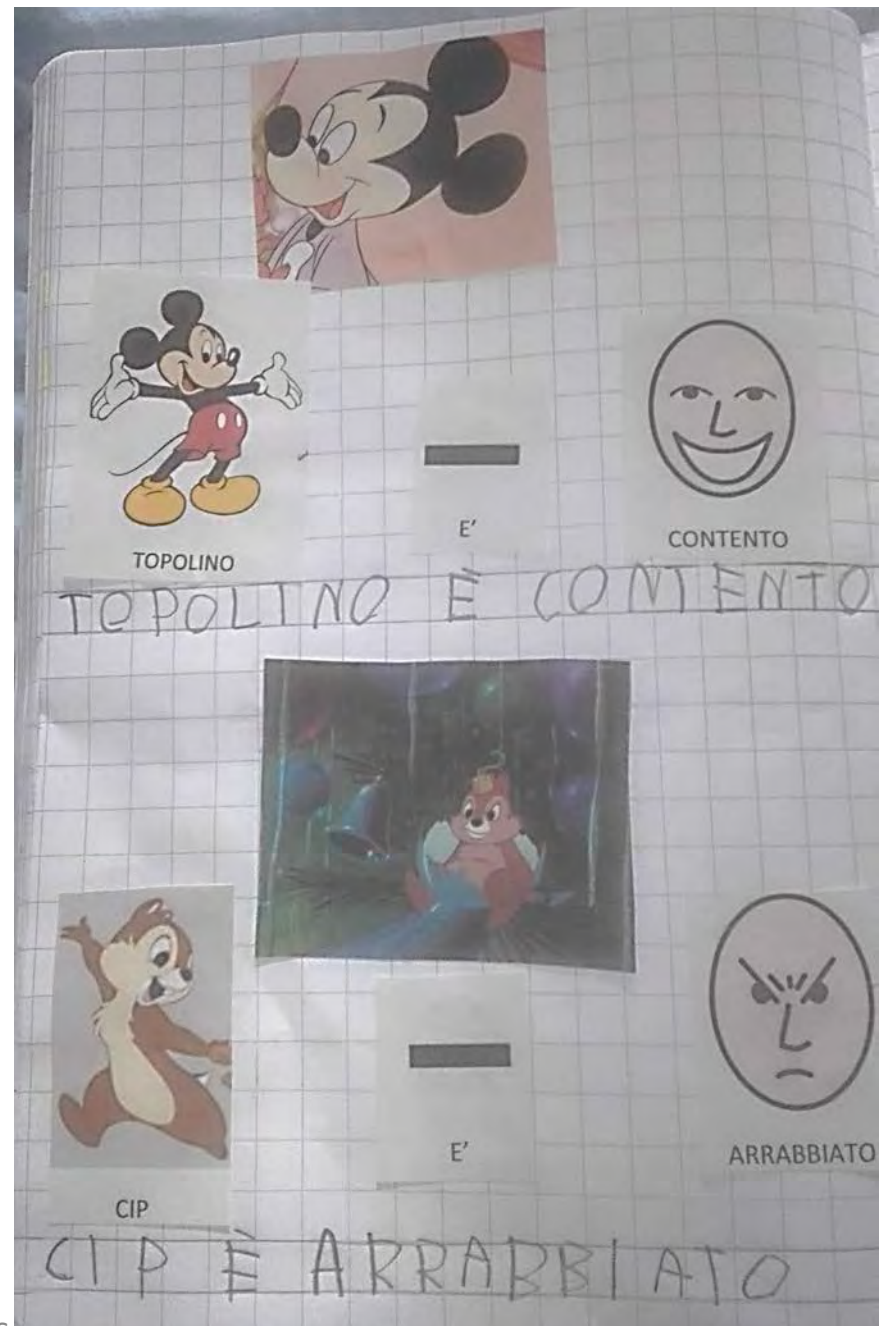 E'
CONTENTO
TOPOLINO
TOPOLINO È CONTENTO
E'
ARRABBIATO
CIP
CIP È ARRABBIATO